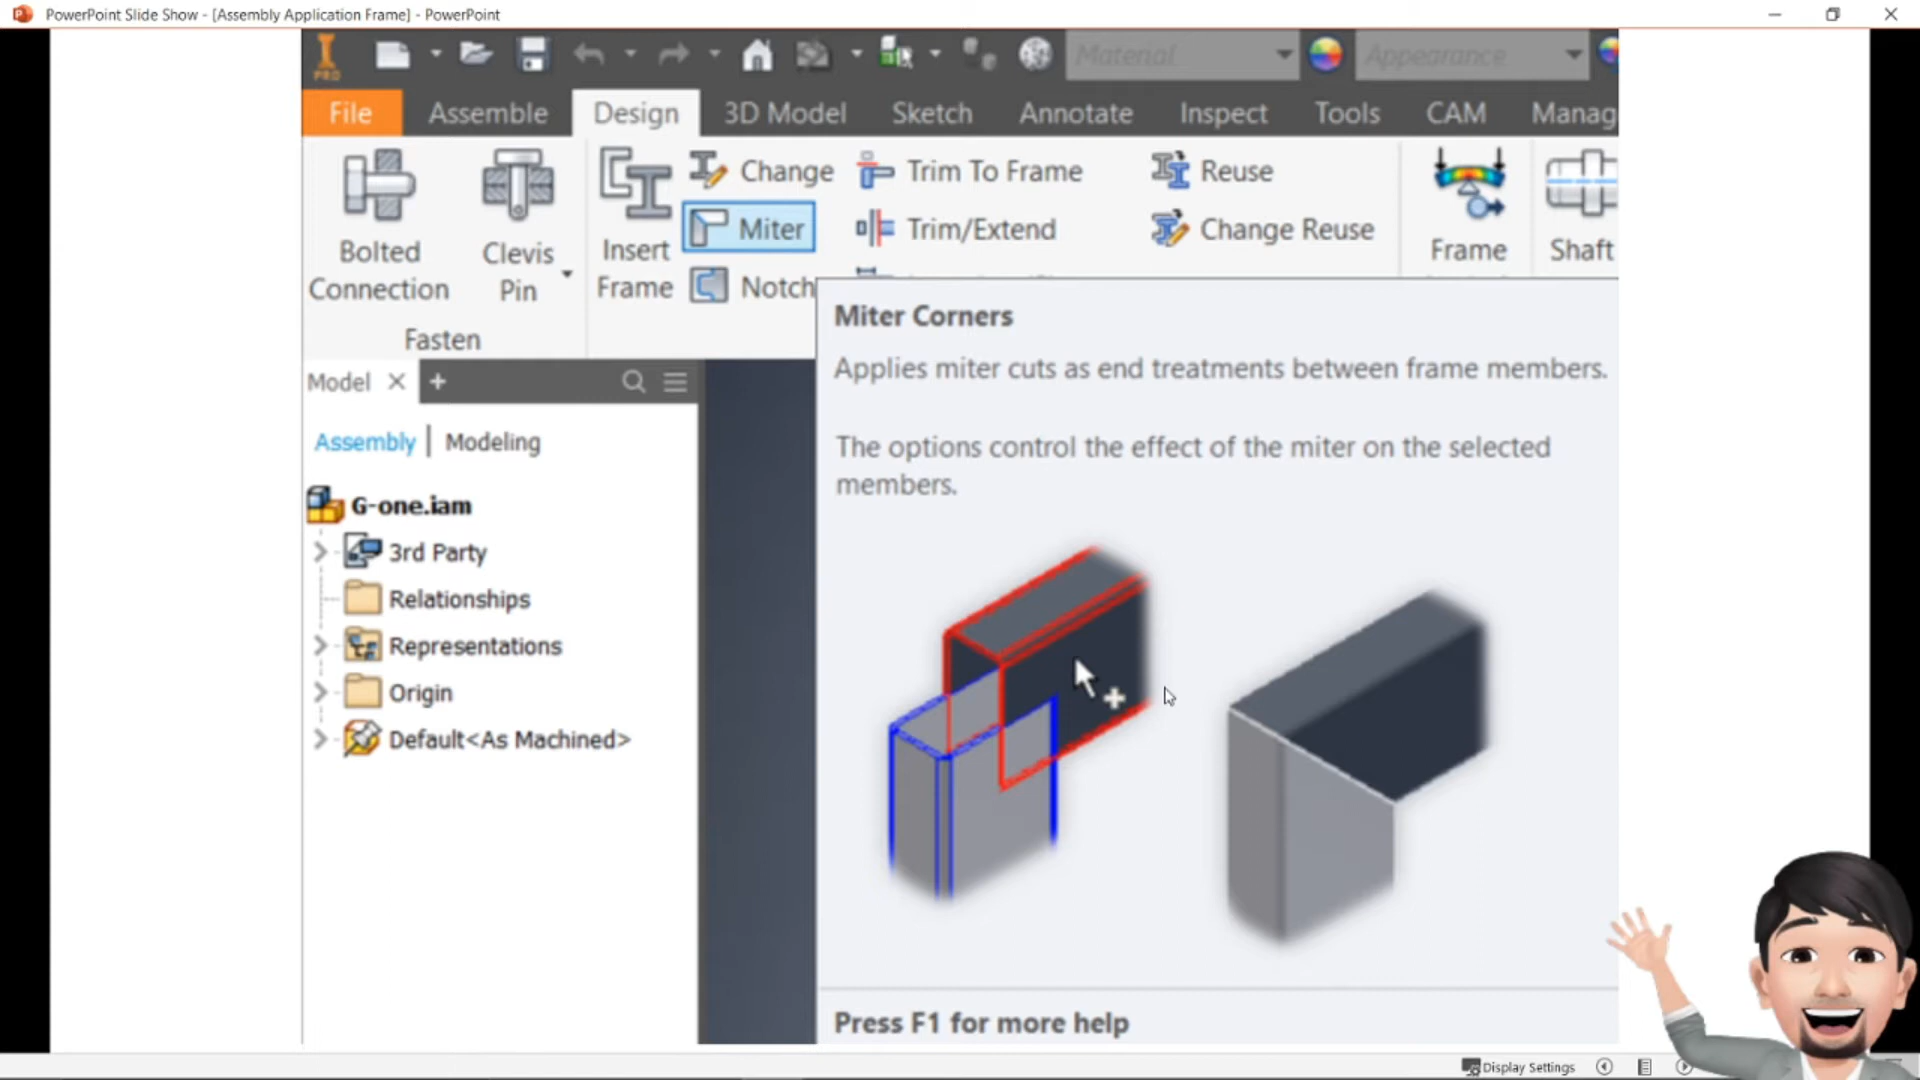 PowerPoint Slide Show - [Assembly Application Frame] - PowerPoint
PRO
Material
Appearance
File
Assemble
Design
3D Model
Sketch
Annotate
Inspect
Tools
CAM
Manag
Bolted
Connection
Clevis
Pin
Fasten
Insert
Frame
Change
Miter
Notch
Trim To Frame
Trim/Extend
Reuse
Change Reuse
Frame
Shaft
Miter Corners
Applies miter cuts as end treatments between frame members.
The options control the effect of the miter on the selected
members.
Press F1 for more help
Model
Assembly | Modeling
G-one.iam
3rd Party
Relationships
Representations
Origin
Default<As Machined>
Display Settings